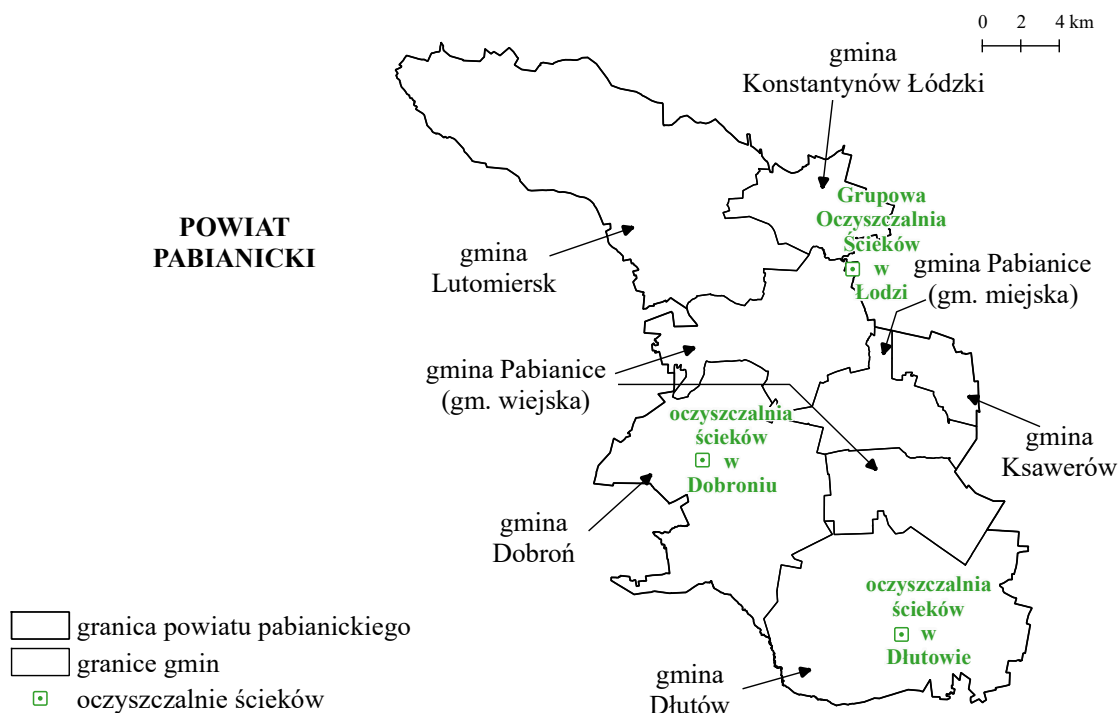 0 2 4 km
gmina
Konstantynów Łódzki
POWIAT
PABIANICKI
Grupowa
Oczyszczalnia
Ścieków
w
Łodzi
gmina
Lutomiersk
gmina Pabianice
(gm. miejska)
gmina Pabianice
(gm. wiejska)
oczyszczalnia
ścieków
w
Dobroniu
gmina
Ksawerów
gmina
Dobroń
oczyszczalnia
ścieków
w
Dłutowie
gmina
Dłutów
granica powiatu pabianickiego
granice gmin
oczyszczalnie ścieków